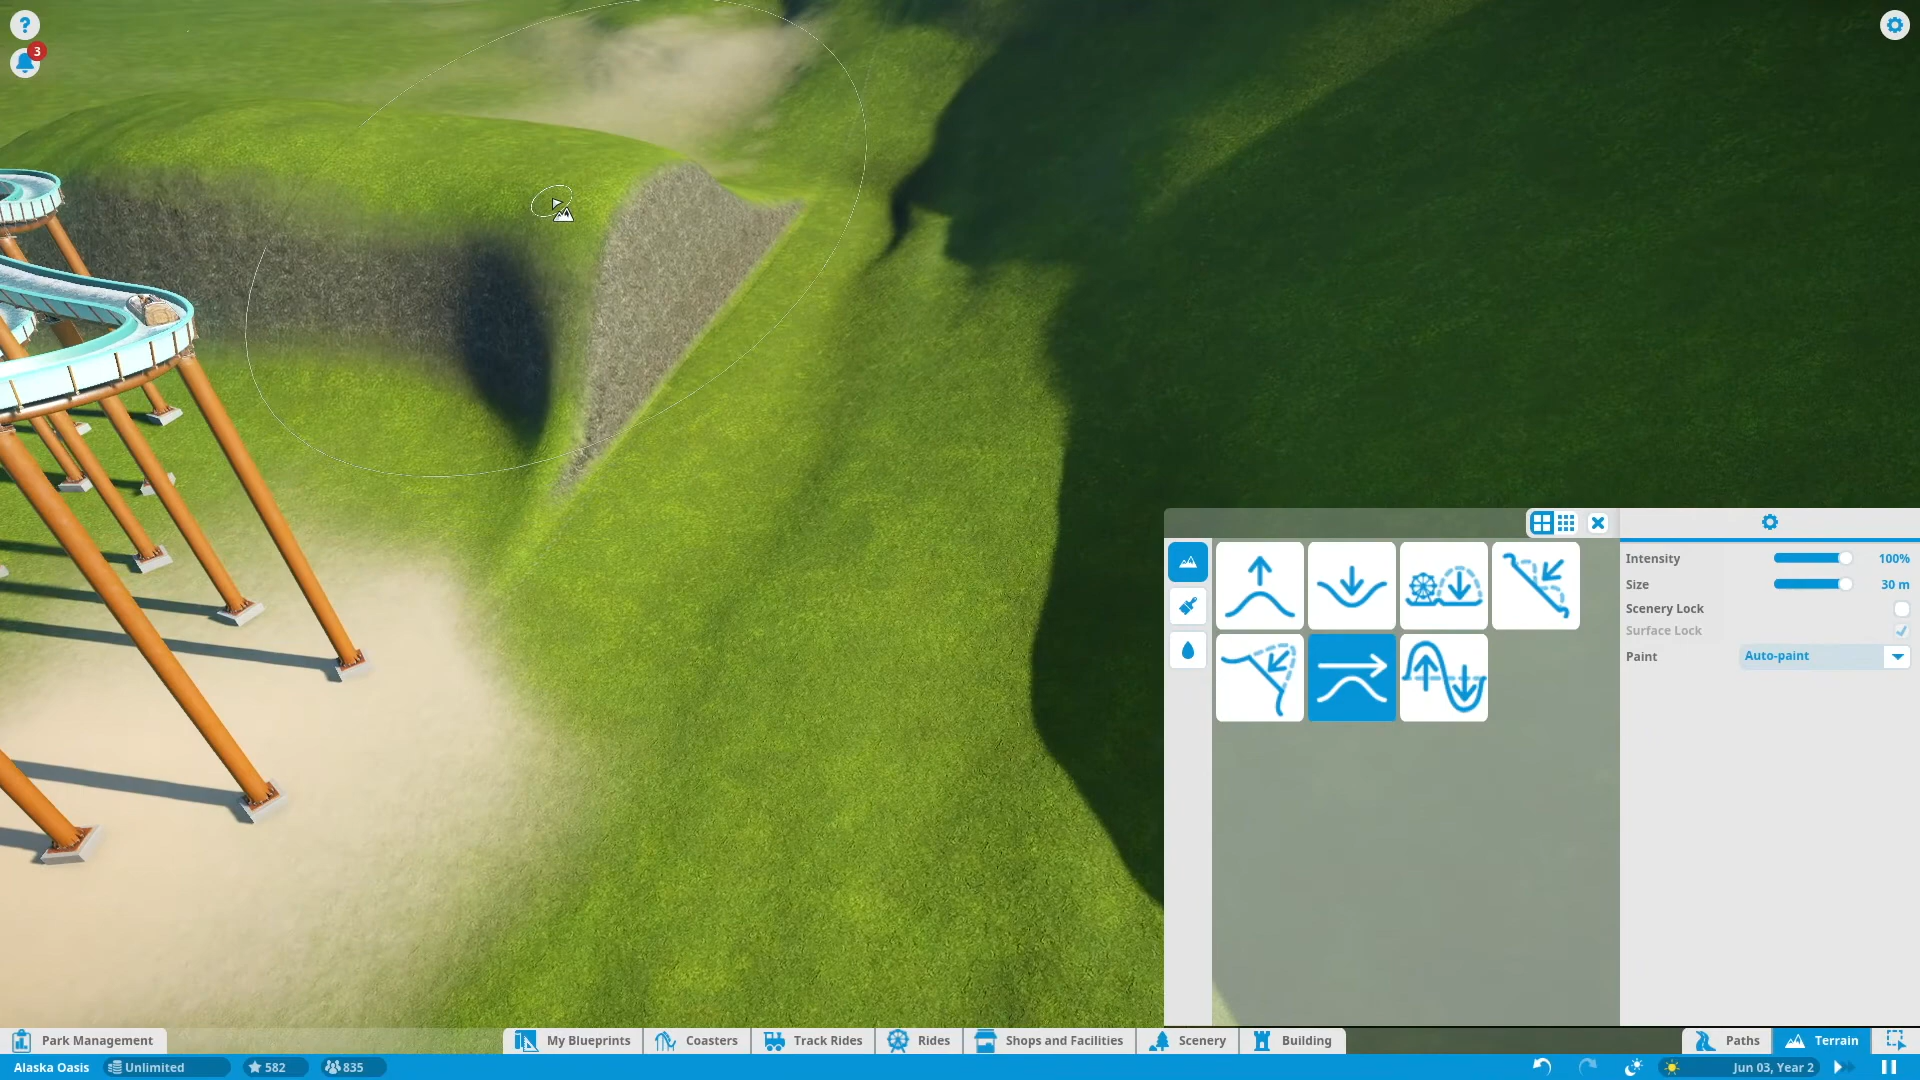 ?
3
Intensity 100%
Size 30 m
Scenery Lock
Surface Lock
Paint Auto-paint
Park Management
My Blueprints Coasters Track Rides Rides Shops and Facilities Scenery Building
Paths Terrain
Alaska Oasis Unlimited 582 835
Jun 03, Year 2